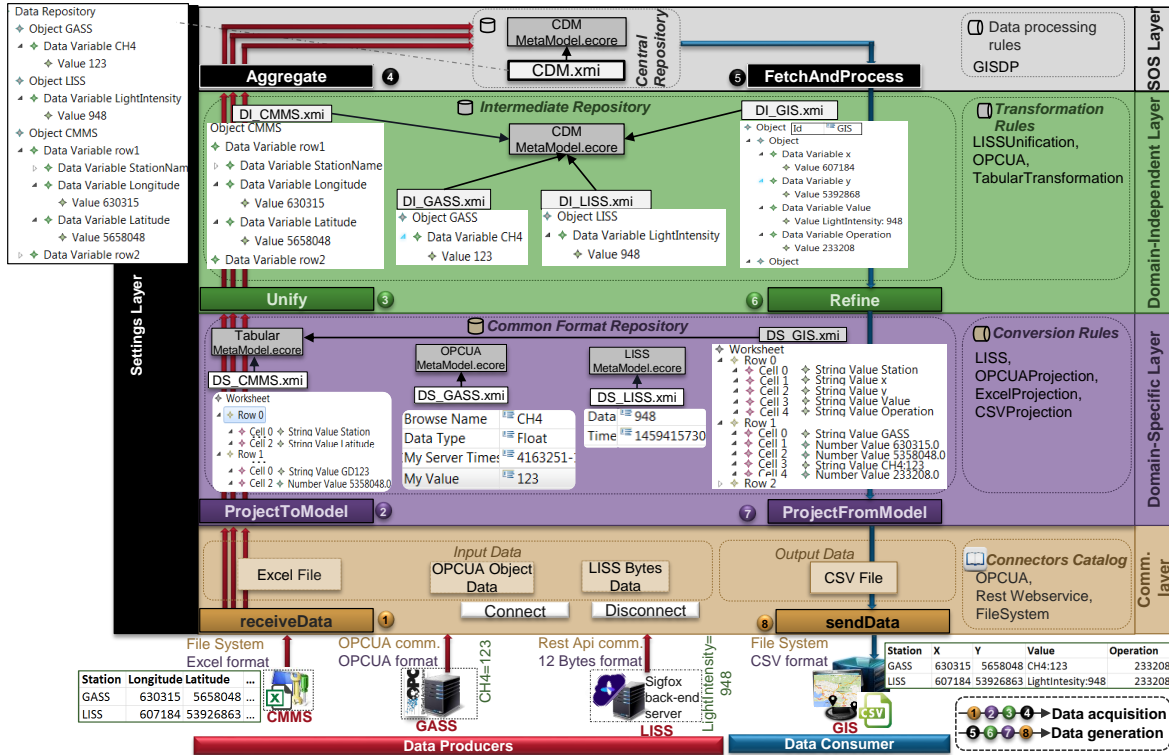 Data Repository
Object GASS
Data Variable CH4
Value 123
Object LISS
Data Variable LightIntensity
Value 948
Object CMMS
Data Variable row1
Data Variable StationNam
Data Variable Longitude
Value 630315
Data Variable Latitude
Value 5658048
Data Variable row2
CDM
MetaModel.ecore
CDM.xmi
Central
Repository
Aggregate
4
5
FetchAndProcess
Data processing
rules
GISDP
SOS Layer
Settings Layer
Intermediate Repository
DI_CMMS.xmi
Object CMMS
Data Variable row1
Data Variable StationName
Data Variable Longitude
Value 630315
Data Variable Latitude
Value 5658048
Data Variable row2
CDM
MetaModel.ecore
DI_GASS.xmi
Object GASS
Data Variable CH4
Value 123
DI_LISS.xmi
Object LISS
Data Variable LightIntensity
Value 948
DI_GIS.xmi
Object Id GIS
Object
Data Variable x
Value 607184
Data Variable y
Value 5392868
Data Variable Value
Value LightIntensity: 948
Data Variable Operation
Value 233208
Object
Transformation
Rules
LISSUnification,
OPCUA,
TabularTransformation
Domain-Independent Layer
Unify
3
6
Refine
Common Format Repository
Tabular
MetaModel.ecore
DS_CMMS.xmi
Worksheet
Row 0
Cell 0 String Value Station
Cell 2 String Value Latitude
Row 1
...
Cell 0 String Value GD123
Cell 2 Number Value 5358048.0
OPCUA
MetaModel.ecore
DS_GASS.xmi
Browse Name CH4
Data Type Float
My Server Times 4163251-
My Value 123
LISS
MetaModel.ecore
DS_LISS.xmi
Data 948
Time 1459415730
DS_GIS.xmi
Worksheet
Row 0
Cell 0 String Value Station
Cell 1 String Value x
Cell 2 String Value y
Cell 3 String Value Value
Cell 4 String Value Operation
Row 1
Cell 0 String Value GASS
Cell 1 Number Value 630315.0
Cell 2 Number Value 5358048.0
Cell 3 String Value CH4:123
Cell 4 Number Value 233208.0
Row 2
Conversion Rules
LISS,
OPCUAProjection,
ExcelProjection,
CSVProjection
Domain-Specific Layer
ProjectToModel
2
7
ProjectFromModel
Input Data
Excel File
OPCUA Object
Data
LISS Bytes
Data
Connect
Disconnect
Output Data
CSV File
Connectors Catalog
OPCUA,
Rest Webservice,
FileSystem
Comm.
layer
receiveData
1
8
sendData
File System
Excel format
OPCUA comm.
OPCUA format
Rest Api comm.
12 Bytes format
File System
CSV format
Station Longitude Latitude ...
GASS 630315 5658048 ...
LISS 607184 53926863 ...
CMMS
OPC
GASS
CH4=123
Sigfox
back-end
server
LISS
LightIntensity=
948
CSV
GIS
Station X Y Value Operation
GASS 630315 5658048 CH4:123 233208
LISS 607184 53926863 LightIntesity:948 233208
Data Producers
Data Consumer
1 2 3 4 Data acquisition
5 6 7 8 Data generation